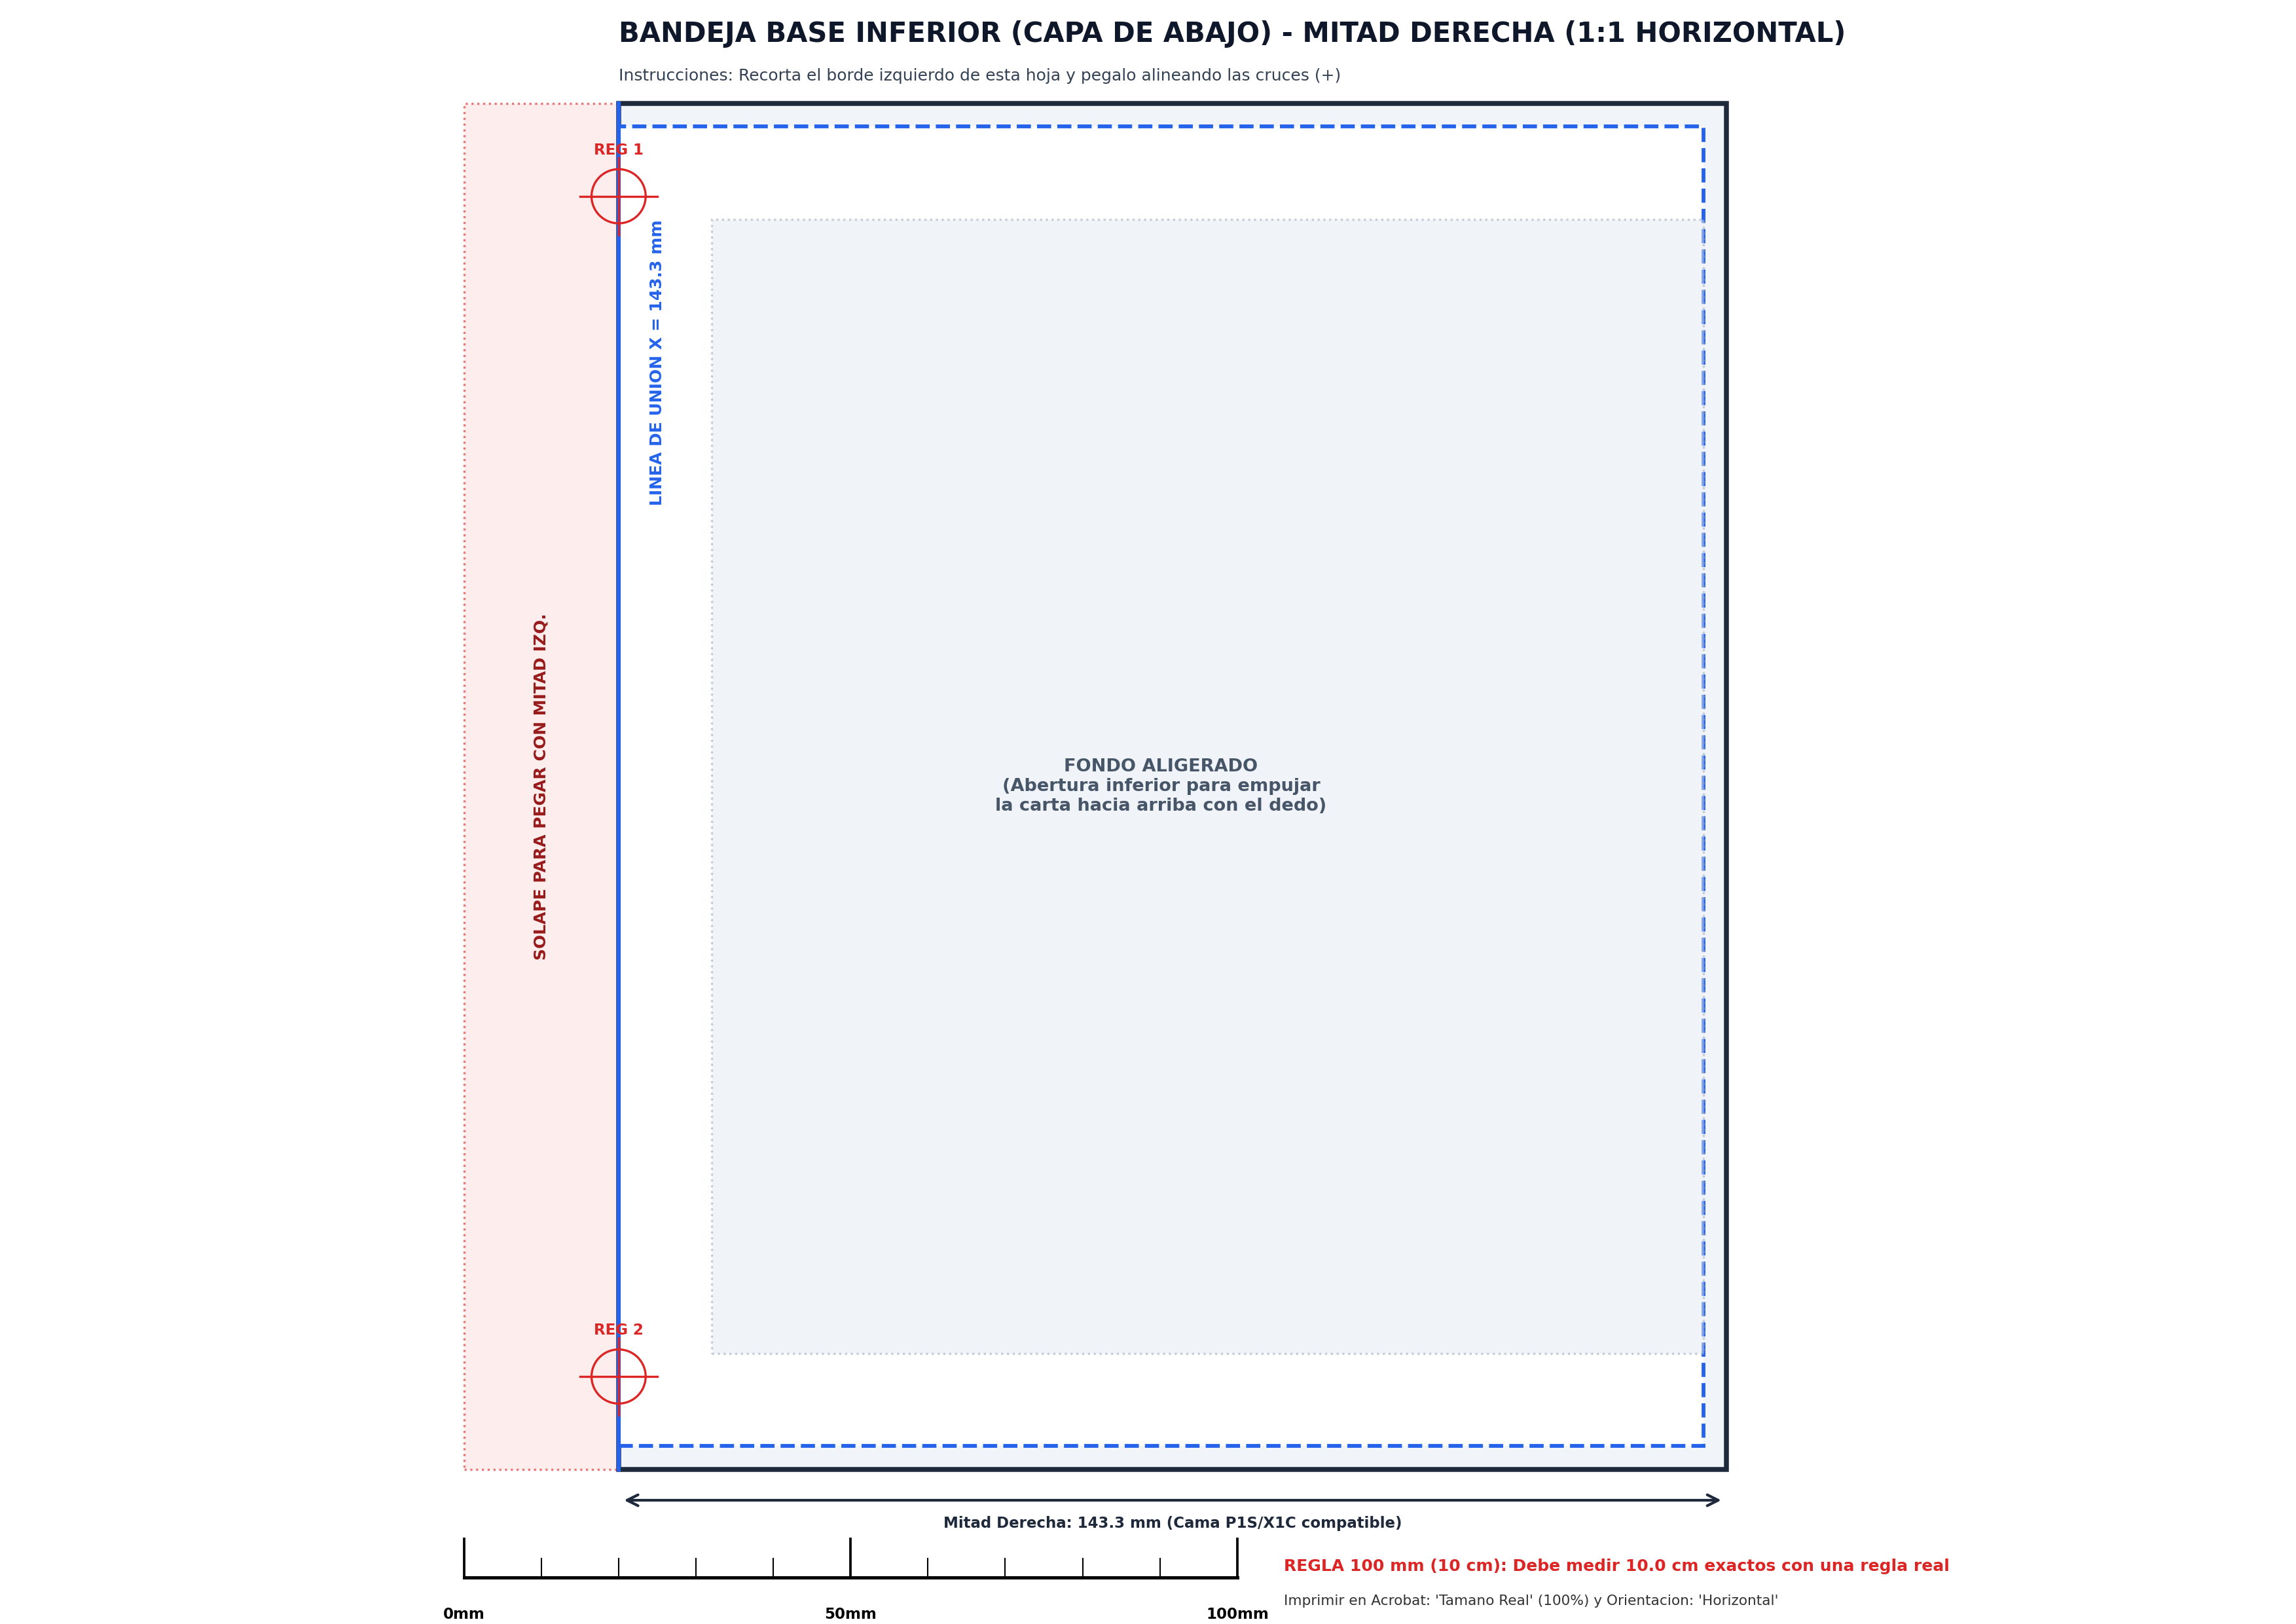 BANDEJA BASE INFERIOR (CAPA DE ABAJO) - MITAD DERECHA (1:1 HORIZONTAL)
Instrucciones: Recorta el borde izquierdo de esta hoja y pegalo alineando las cruces (+)
REG 1
LINEA DE UNION X = 143.3 mm
SOLAPE PARA PEGAR CON MITAD IZQ.
FONDO ALIGERADO
(Abertura inferior para empujar
la carta hacia arriba con el dedo)
REG 2
Mitad Derecha: 143.3 mm (Cama P1S/X1C compatible)
REGLA 100 mm (10 cm): Debe medir 10.0 cm exactos con una regla real
Imprimir en Acrobat: 'Tamano Real' (100%) y Orientacion: 'Horizontal'
0mm
50mm
100mm